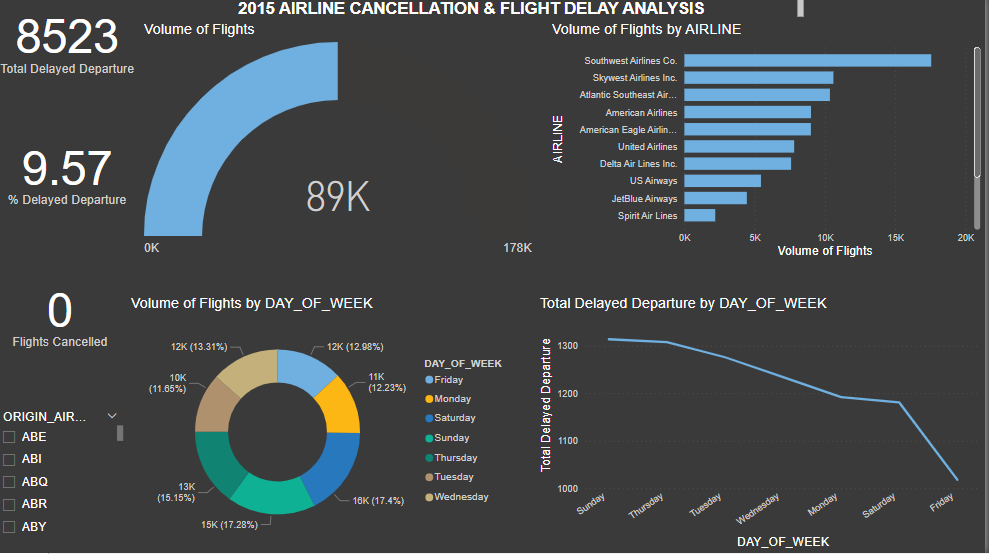 2015 AIRLINE CANCELLATION & FLIGHT DELAY ANALYSIS
8523
Total Delayed Departure
9.57
% Delayed Departure
Volume of Flights
89K
0K
178K
Volume of Flights by AIRLINE
AIRLINE
Southwest Airlines Co.
Skywest Airlines Inc.
Atlantic Southeast Air...
American Airlines
American Eagle Airlin...
United Airlines
Delta Air Lines Inc.
US Airways
JetBlue Airways
Spirit Air Lines
0K 5K 10K 15K 20K
Volume of Flights
0
Flights Cancelled
ORIGIN_AIR...
ABE
ABI
ABQ
ABR
ABY
Volume of Flights by DAY_OF_WEEK
12K (13.31%)
12K (12.98%)
10K
(11.65%)
11K
(12.23%)
13K
(15.15%)
16K (17.4%)
15K (17.28%)
DAY_OF_WEEK
Friday
Monday
Saturday
Sunday
Thursday
Tuesday
Wednesday
Total Delayed Departure by DAY_OF_WEEK
Total Delayed Departure
1300
1200
1100
1000
Sunday Thursday Tuesday Wednesday Monday Saturday Friday
DAY_OF_WEEK